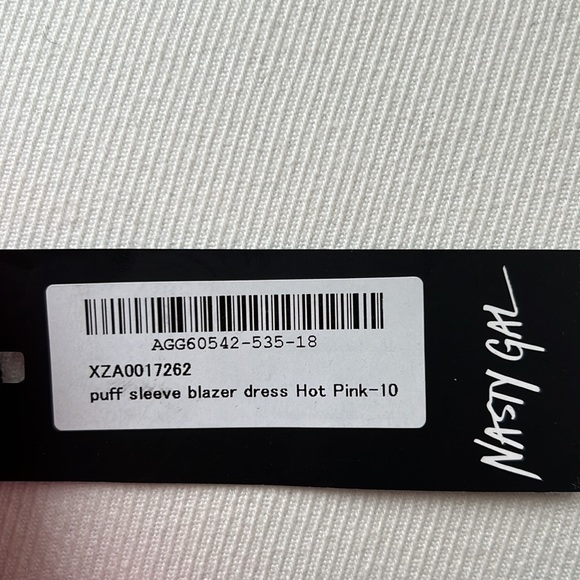 AGG60542-535-18
XZA0017262
puff sleeve blazer dress Hot Pink-10
NASTY GAL